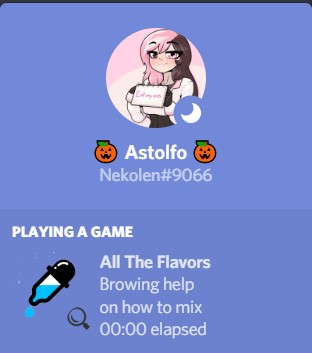 🎃 Astolfo 🎃
Nekolen#9066
PLAYING A GAME
All The Flavors
Browing help
on how to mix
00:00 elapsed